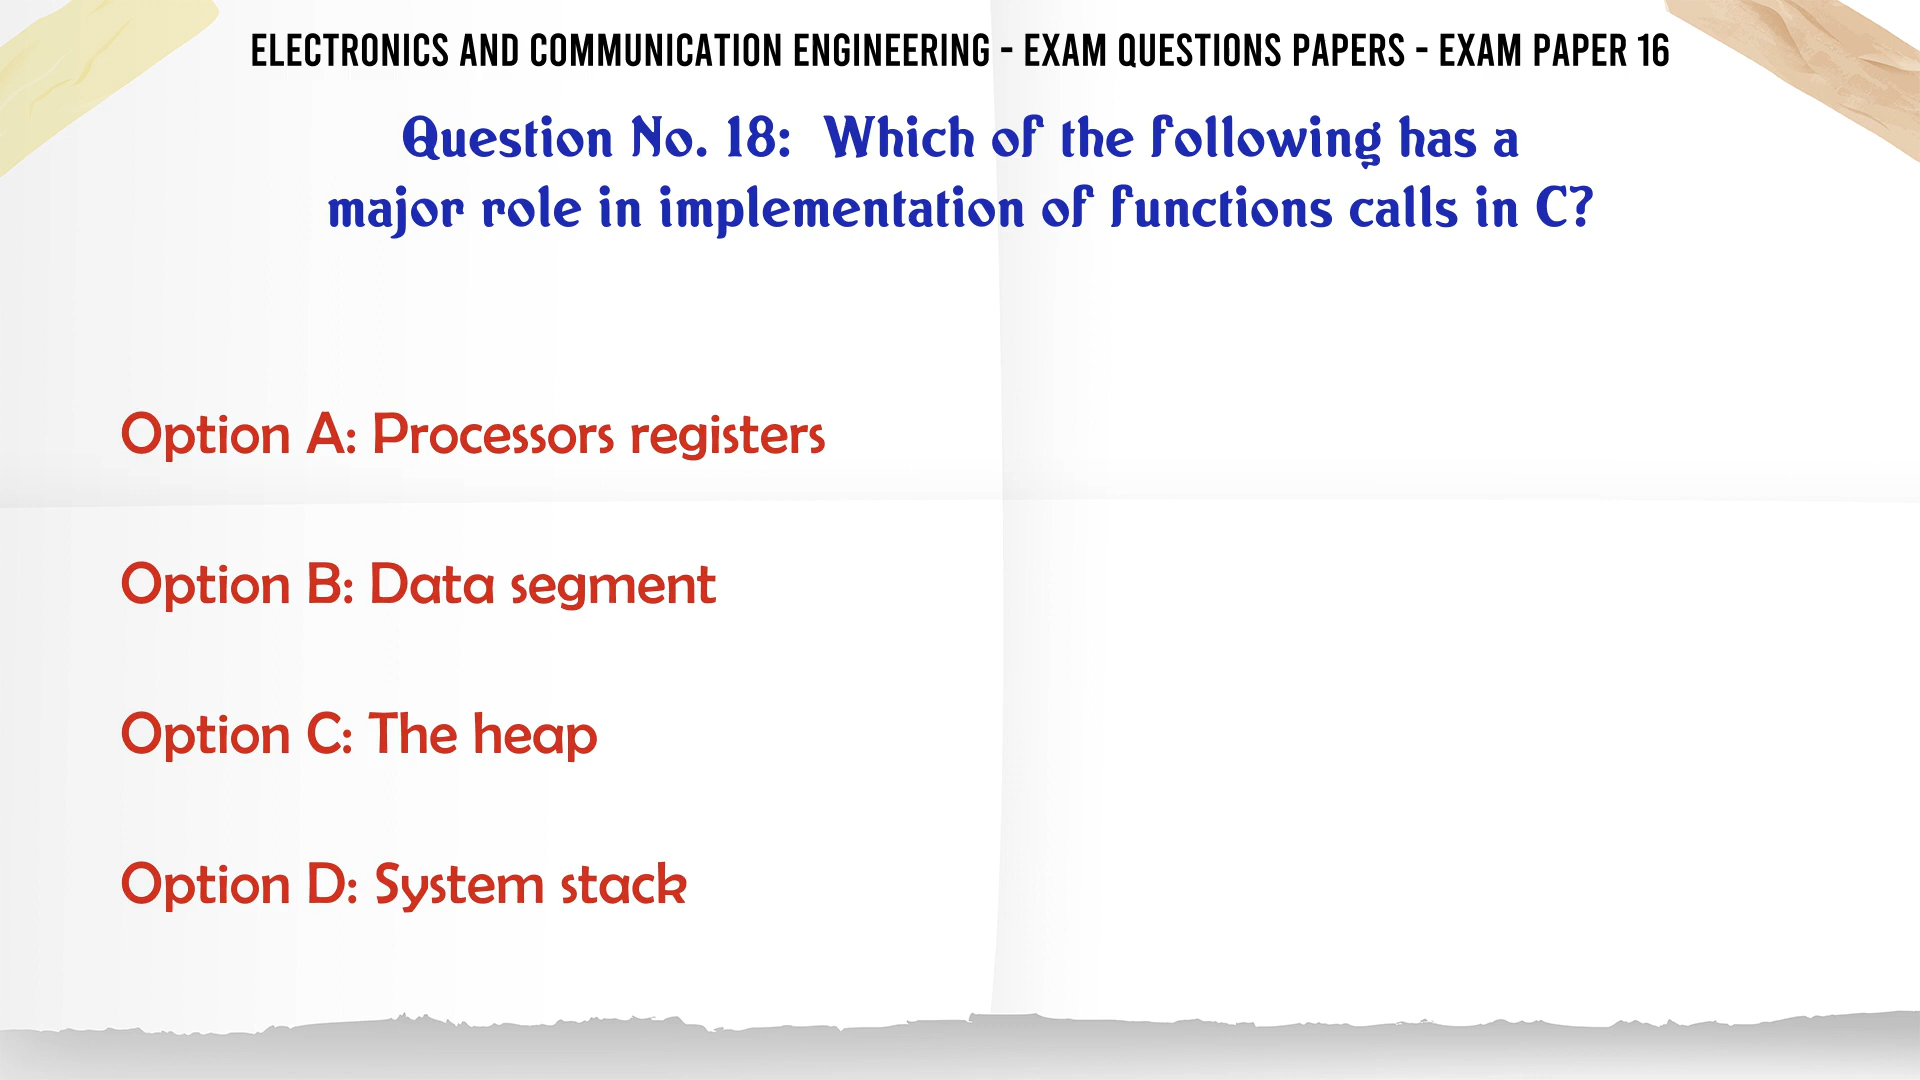 ELECTRONICS AND COMMUNICATION ENGINEERING - EXAM QUESTIONS PAPERS - EXAM PAPER 16
Question No. 18: Which of the following has a
major role in implementation of functions calls in C?
Option A: Processors registers
Option B: Data segment
Option C: The heap
Option D: System stack